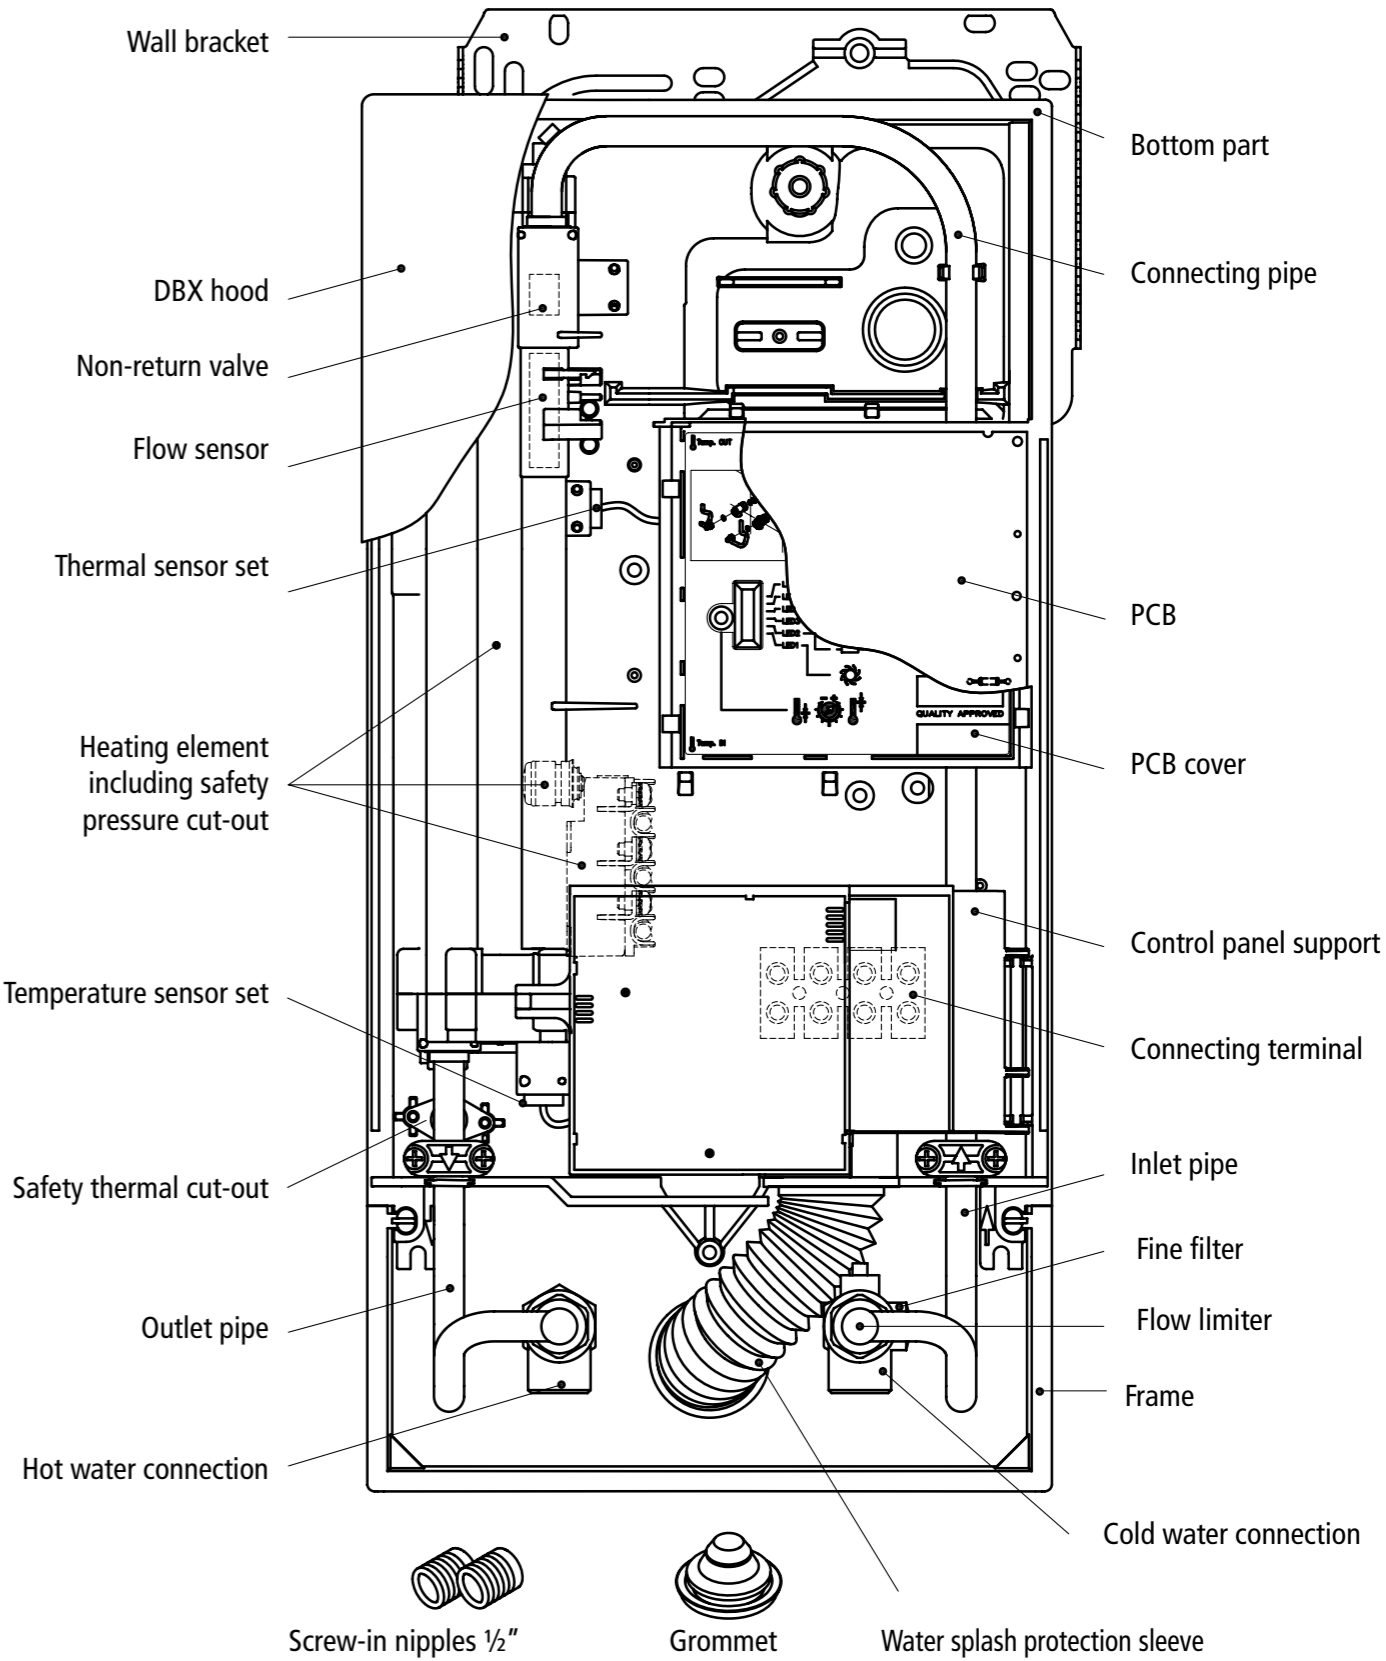 Wall bracket
DBX hood
Non-return valve
Flow sensor
Thermal sensor set
Heating element
including safety
pressure cut-out
Temperature sensor set
Safety thermal cut-out
Outlet pipe
Hot water connection
Bottom part
Connecting pipe
PCB
PCB cover
Control panel support
Connecting terminal
Inlet pipe
Fine filter
Flow limiter
Frame
Cold water connection
Temp. OUT
LED3
LED2
LED1
QUALITY APPROVED
Temp. IN
Screw-in nipples ½"
Grommet
Water splash protection sleeve